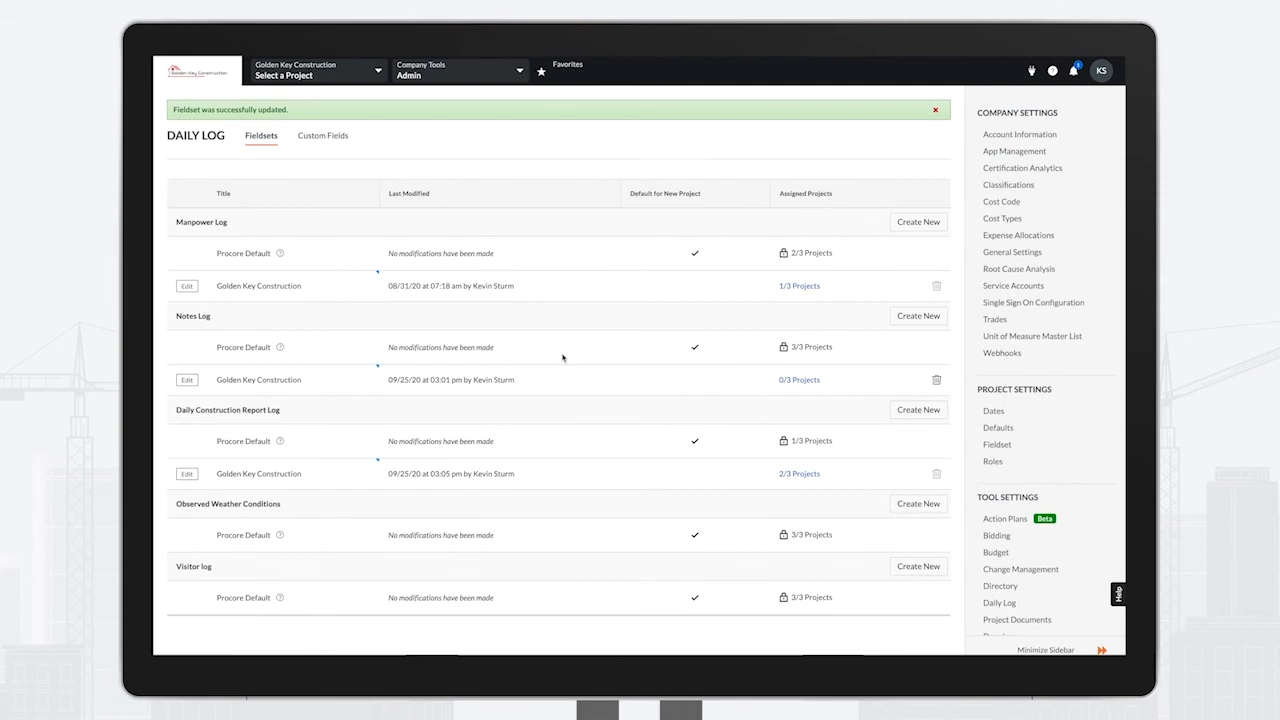 Golden Key Construction
Golden Key Construction
Select a Project
Company Tools
Admin
Favorites
1
KS
Fieldset was successfully updated.
DAILY LOG
Fieldsets
Custom Fields
Title
Last Modified
Default for New Project
Assigned Projects
Manpower Log
Create New
Procore Default
No modifications have been made
2/3 Projects
Edit
Golden Key Construction
08/31/20 at 07:18 am by Kevin Sturm
1/3 Projects
Notes Log
Create New
Procore Default
No modifications have been made
3/3 Projects
Edit
Golden Key Construction
09/25/20 at 03:01 pm by Kevin Sturm
0/3 Projects
Daily Construction Report Log
Create New
Procore Default
No modifications have been made
1/3 Projects
Edit
Golden Key Construction
09/25/20 at 03:05 pm by Kevin Sturm
2/3 Projects
Observed Weather Conditions
Create New
Procore Default
No modifications have been made
3/3 Projects
Visitor log
Create New
Procore Default
No modifications have been made
3/3 Projects
COMPANY SETTINGS
Account Information
App Management
Certification Analytics
Classifications
Cost Code
Cost Types
Expense Allocations
General Settings
Root Cause Analysis
Service Accounts
Single Sign On Configuration
Trades
Unit of Measure Master List
Webhooks
PROJECT SETTINGS
Dates
Defaults
Fieldset
Roles
TOOL SETTINGS
Action Plans Beta
Bidding
Budget
Change Management
Directory
Daily Log
Project Documents
Minimize Sidebar
Help